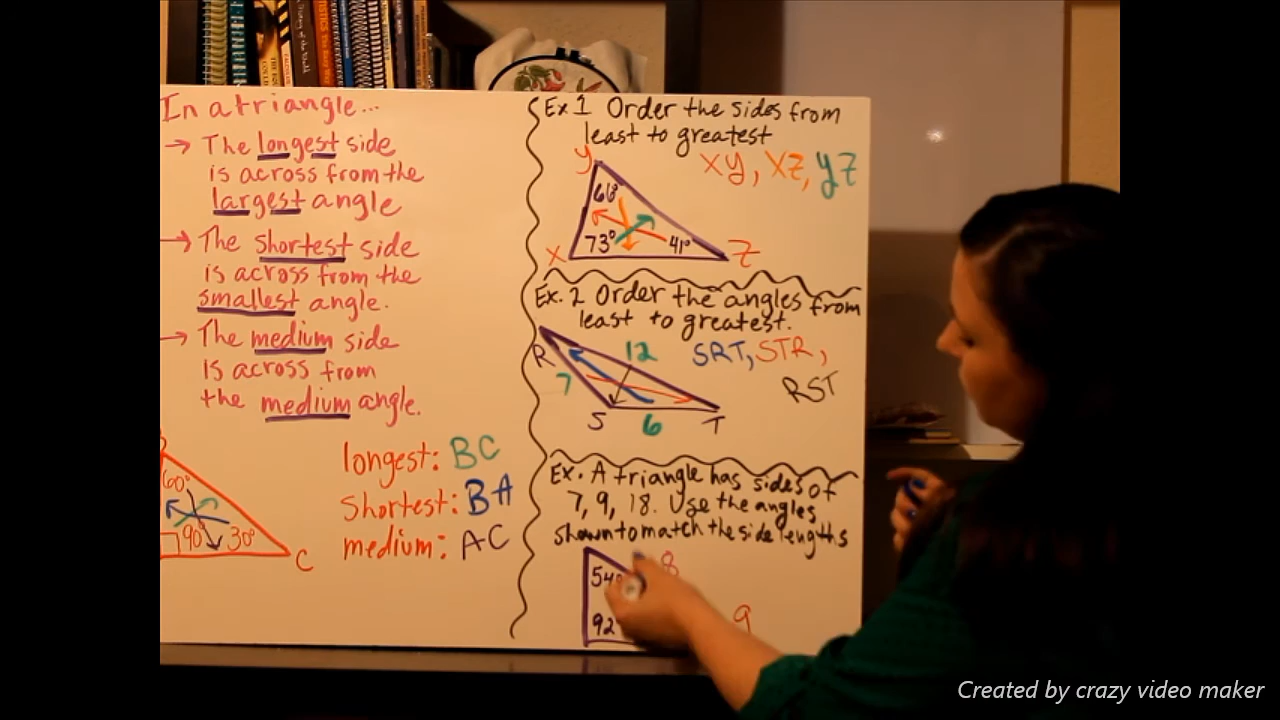 In a triangle...
→ The longest side
is across from the
largest angle
→ The shortest side
is across from the
smallest angle.
→ The medium side
is across from
the medium angle.
60°
90°
30°
C
longest: BC
shortest: BA
medium: AC
Ex 1 Order the sides from
least to greatest
XY, XZ, YZ
Y
66°
73°
41°
X
Z
Ex. 2 Order the angles from
least to greatest.
SRT, STR,
RST
R
12
7
S
6
T
Ex. A triangle has sides of
7, 9, 18. Use the angles
shown to match the side lengths
54°
8
92
9
Created by crazy video maker